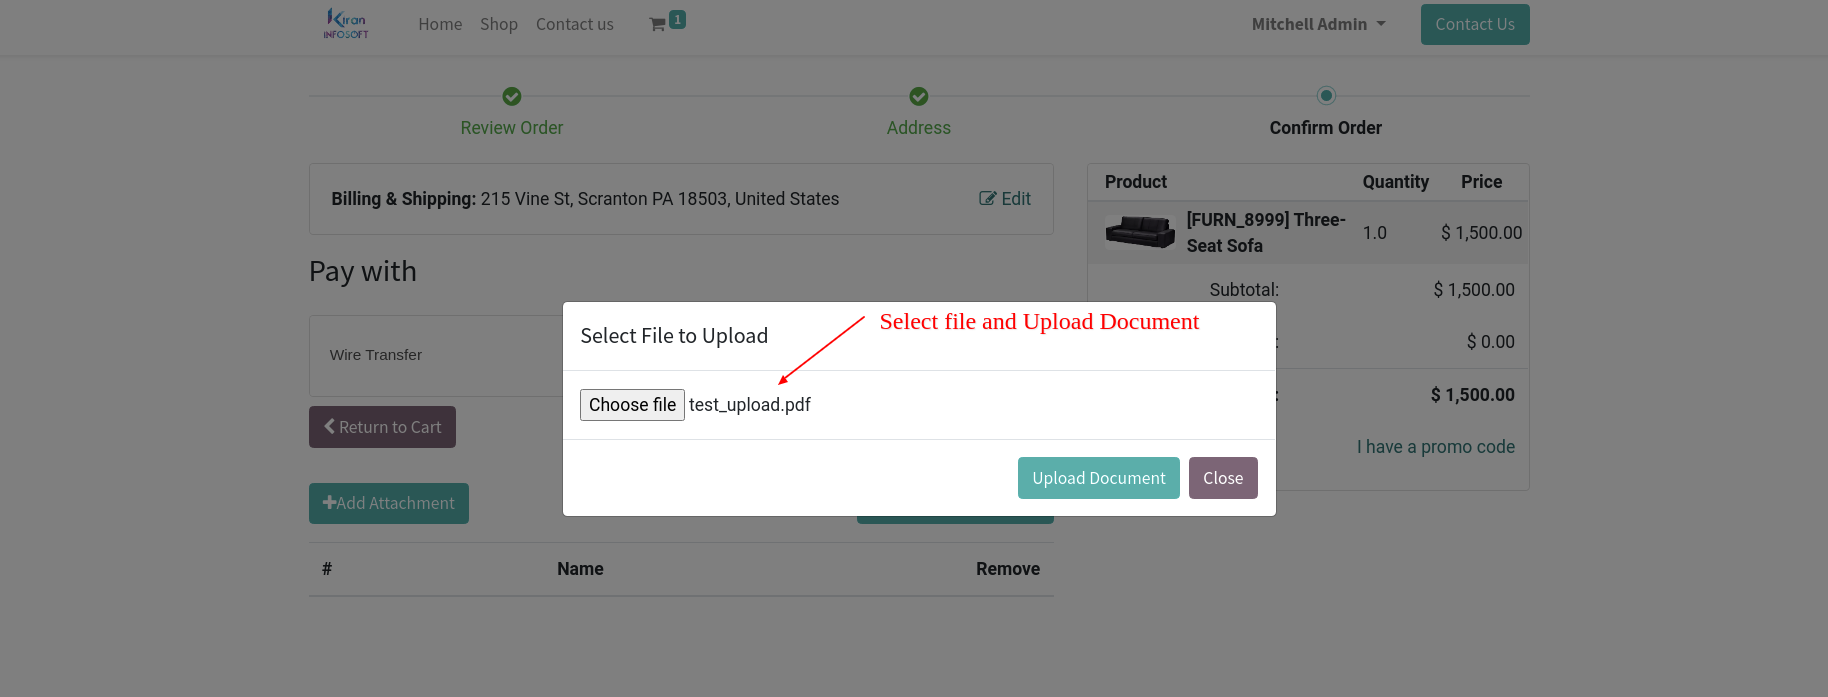 Kiran
INFOSOFT
Home Shop Contact us 1 Mitchell Admin Contact Us
Review Order Address Confirm Order
Billing & Shipping: 215 Vine St, Scranton PA 18503, United States Edit
Product Quantity Price
[FURN_8999] Three-
Seat Sofa 1.0 $ 1,500.00
Subtotal: $ 1,500.00
: $ 0.00
: $ 1,500.00
I have a promo code
Pay with
Wire Transfer
Return to Cart
Add Attachment
Select File to Upload
Select file and Upload Document
Choose file test_upload.pdf
Upload Document Close
# Name Remove